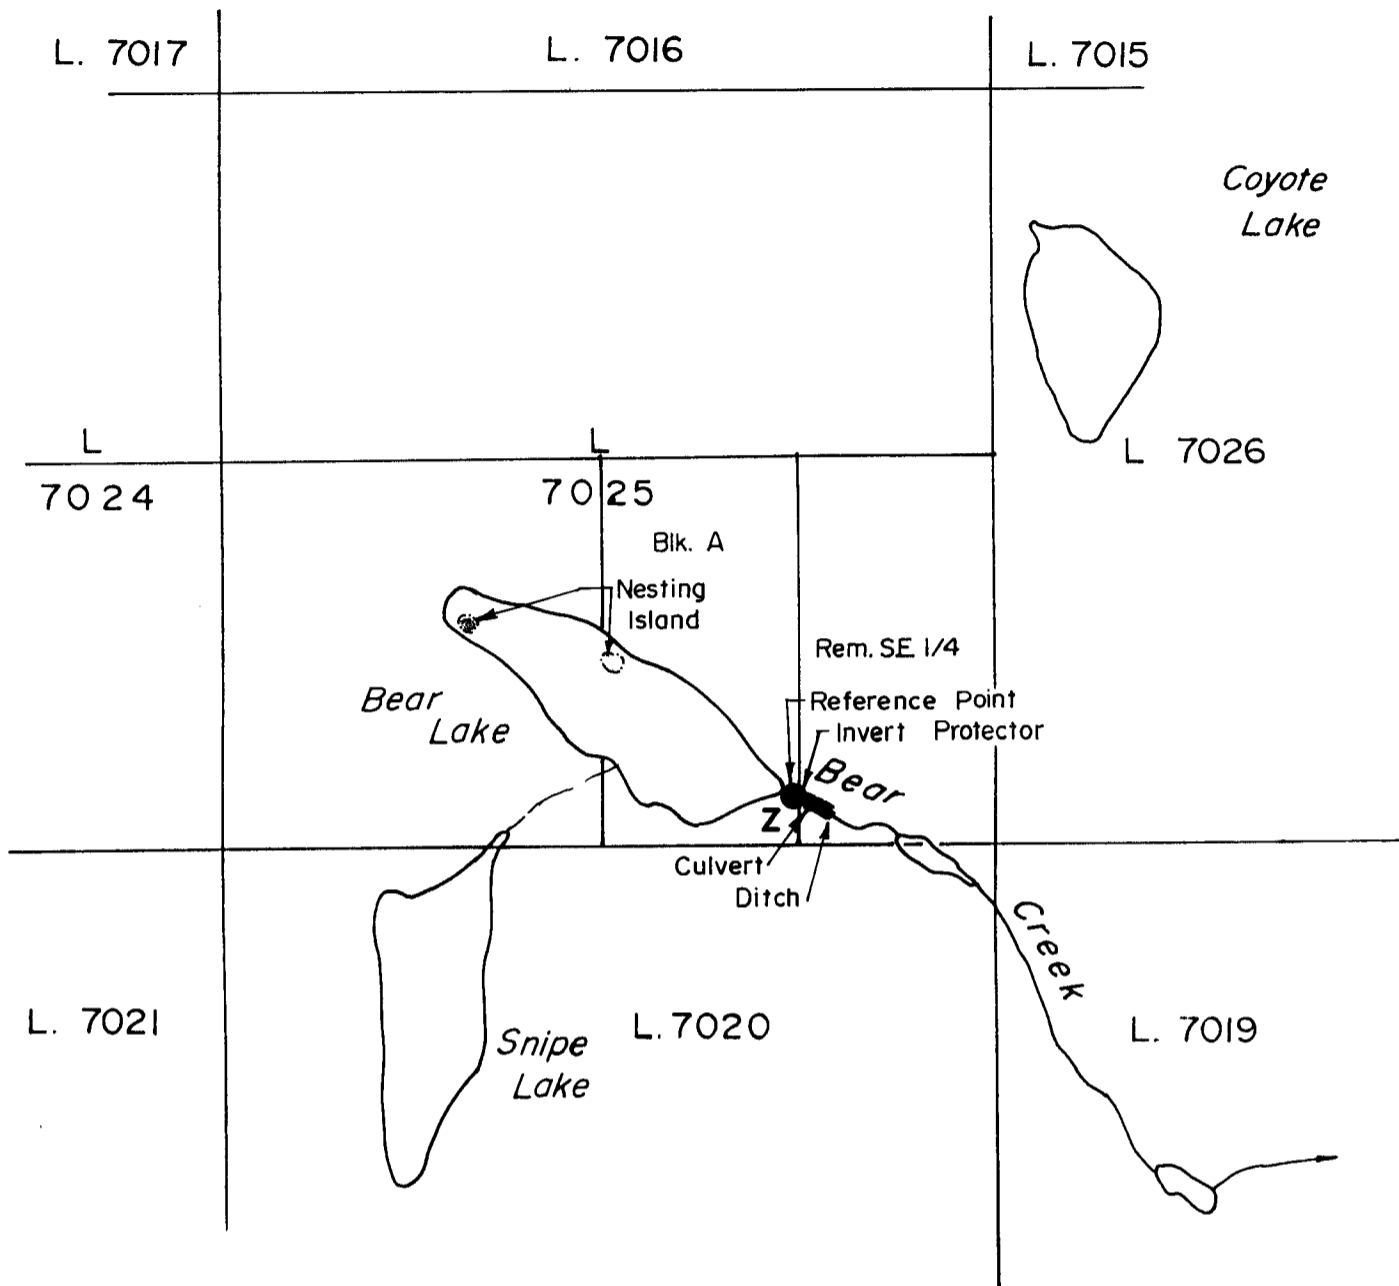 L. 7017
L. 7016
L. 7015
Coyote
Lake
L
7024
L
7025
L 7026
Blk. A
Nesting
Island
Rem. S.E. 1/4
Bear
Lake
Reference Point
Invert Protector
Bear
Z
Culvert
Ditch
Creek
L. 7021
Snipe
Lake
L. 7020
L. 7019